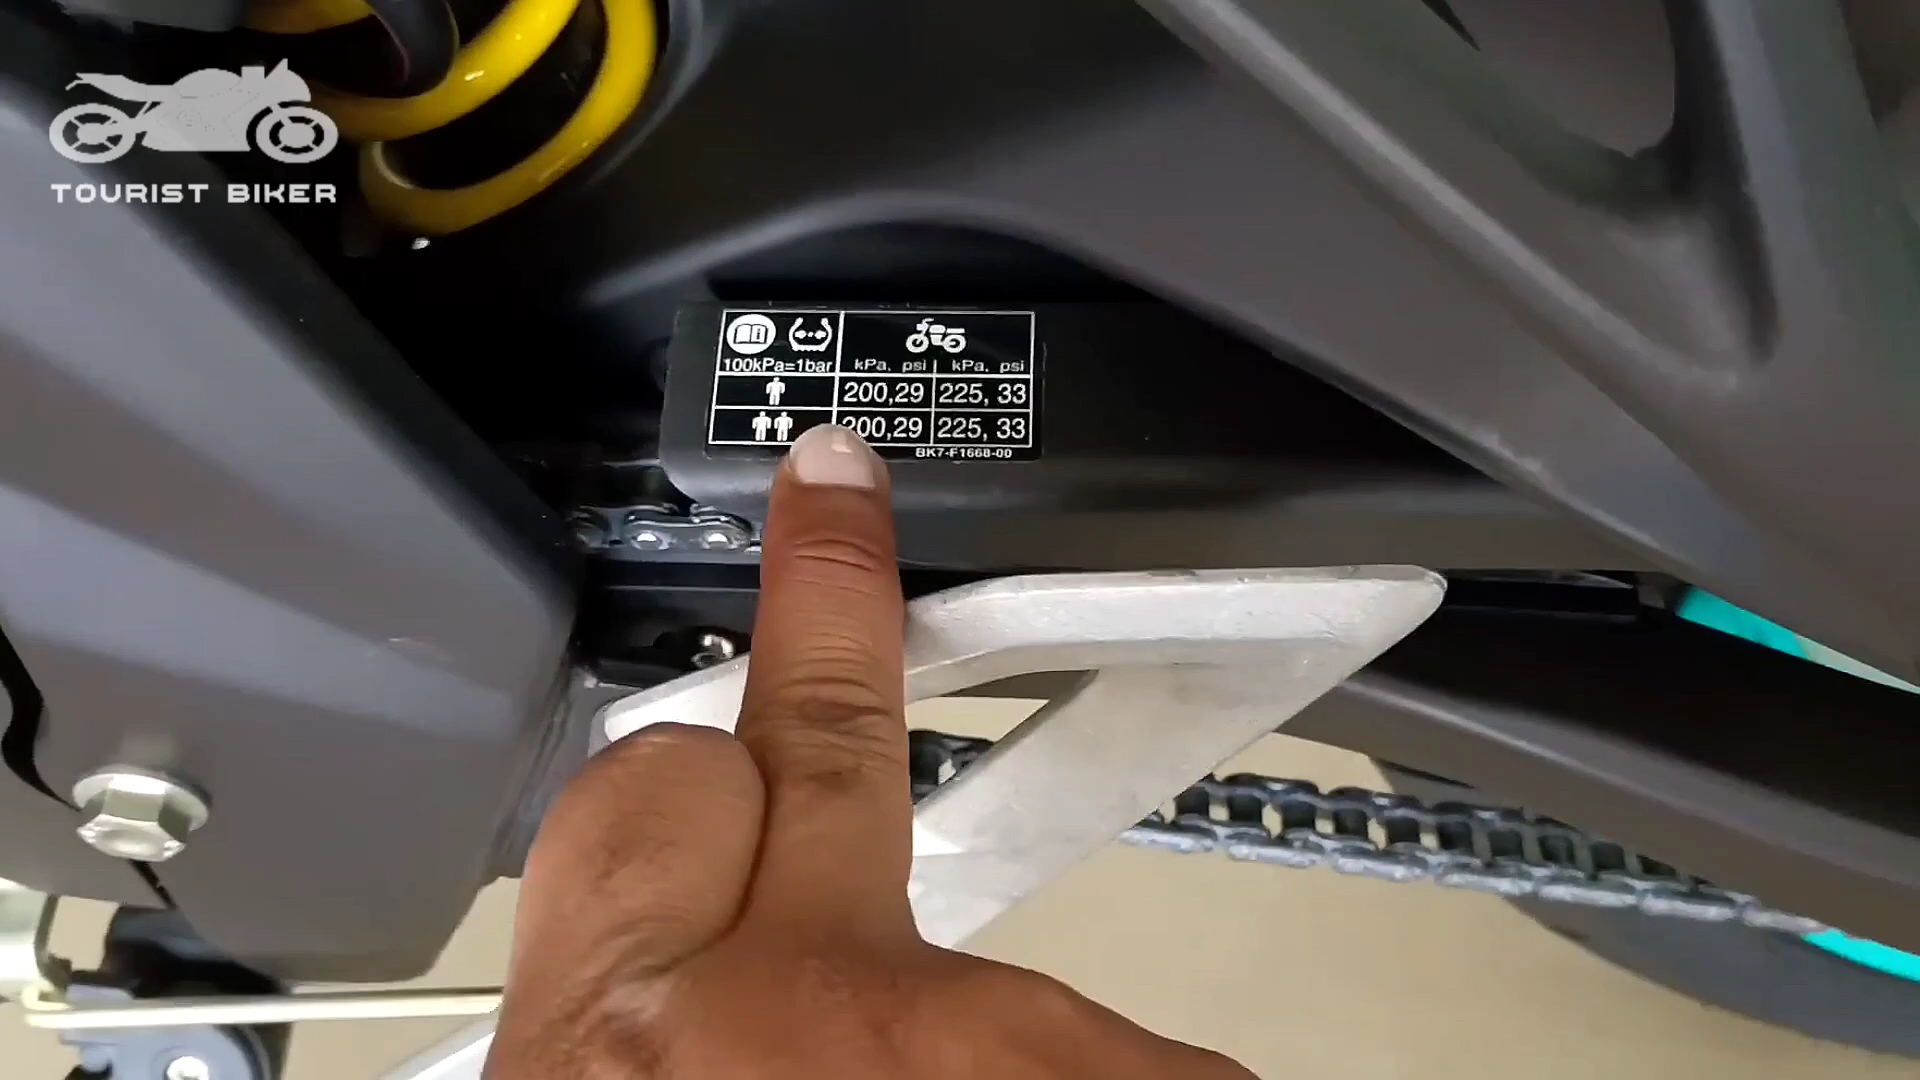 TOURIST BIKER
100kPa=1bar kPa, psi kPa, psi
200,29 225, 33
200,29 225, 33
BK7-F1668-00